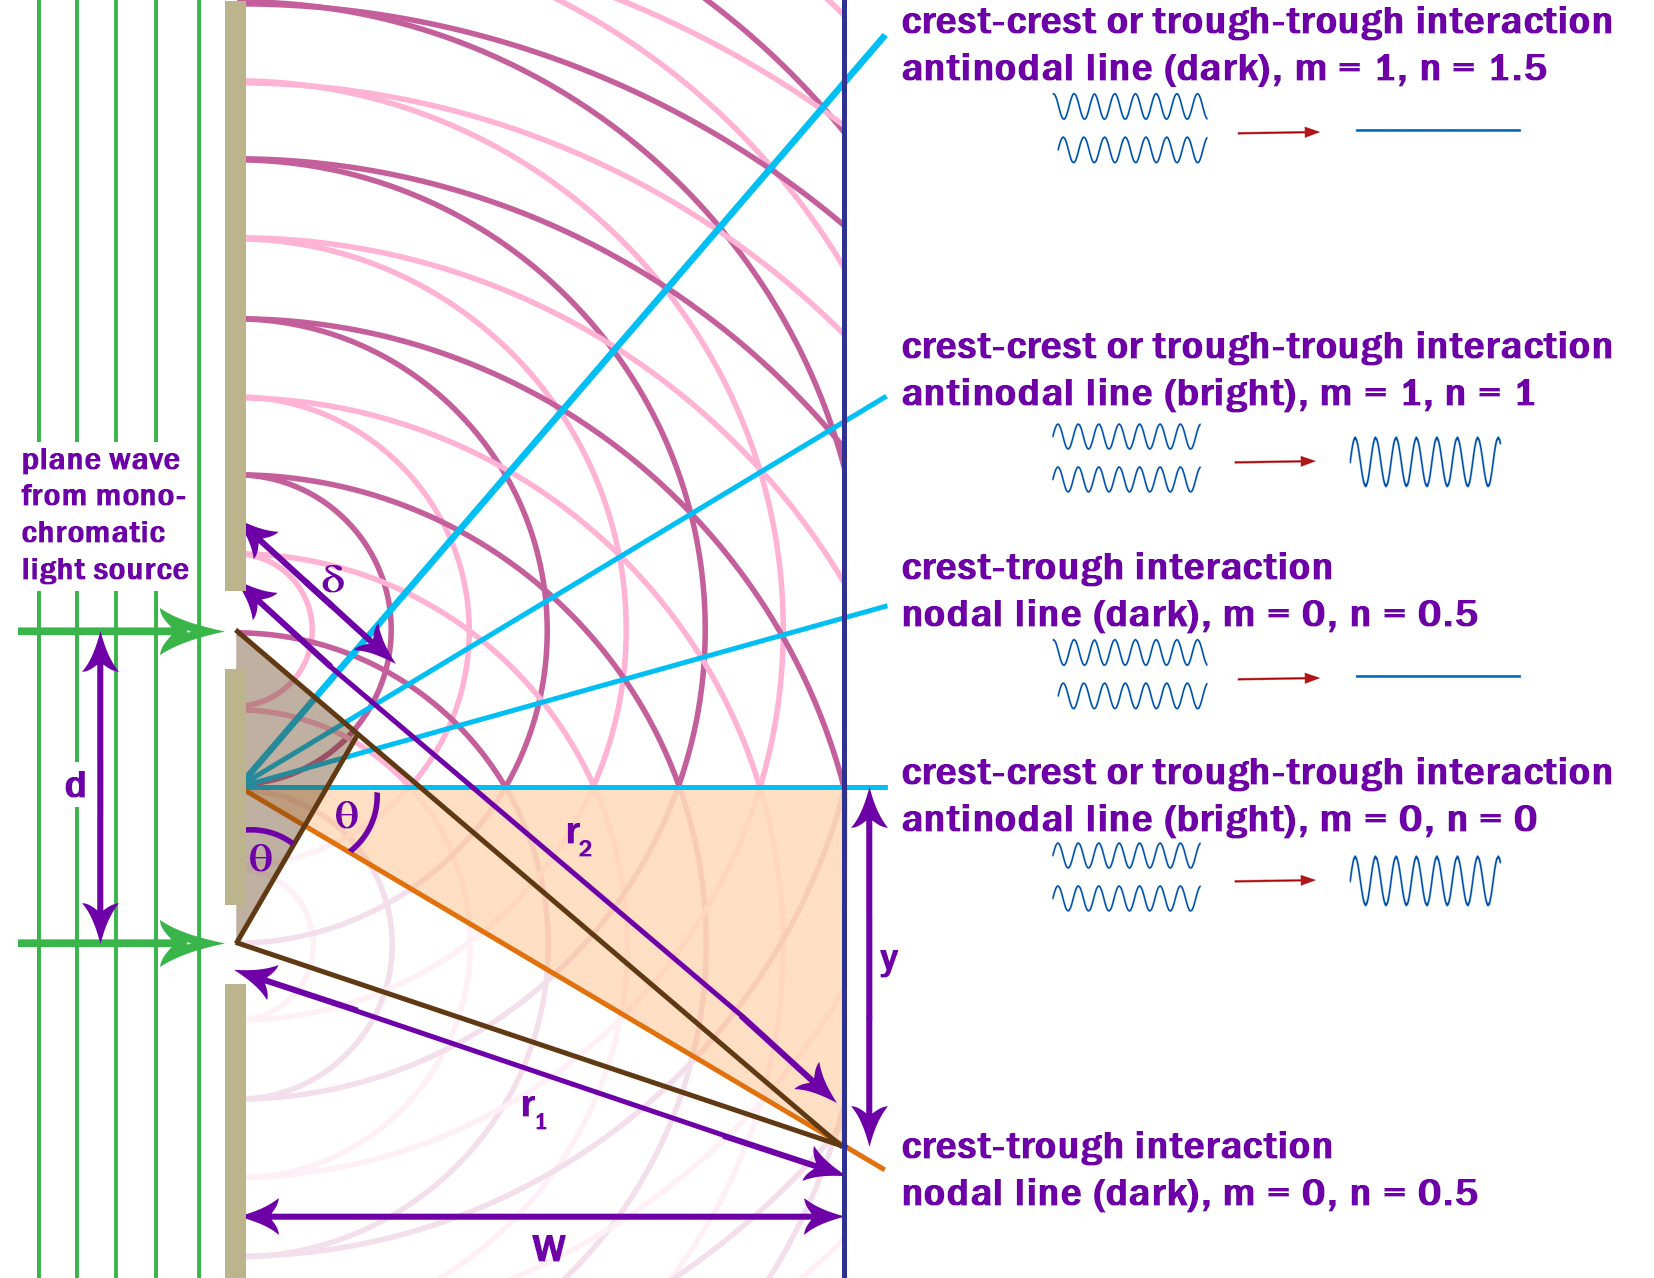 crest-crest or trough-trough interaction
antinodal line (dark), m = 1, n = 1.5
crest-crest or trough-trough interaction
antinodal line (bright), m = 1, n = 1
plane wave
from mono-
chromatic
light source
δ
crest-trough interaction
nodal line (dark), m = 0, n = 0.5
d
θ
θ
r2
crest-crest or trough-trough interaction
antinodal line (bright), m = 0, n = 0
y
r1
crest-trough interaction
nodal line (dark), m = 0, n = 0.5
W